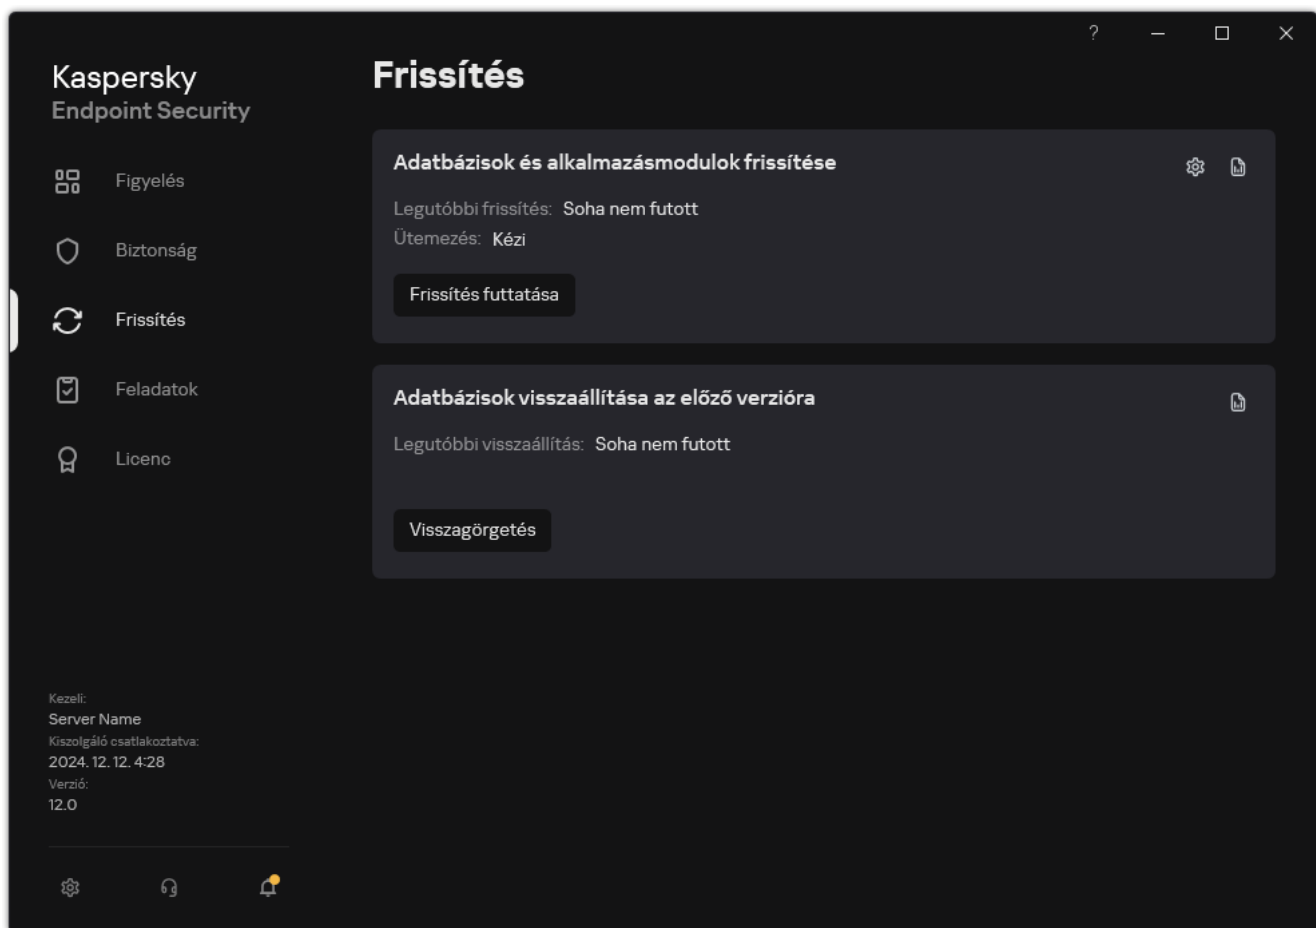 ?
Kaspersky
Endpoint Security
Figyelés
Biztonság
Frissítés
Feladatok
Licenc
Kezeli:
Server Name
Kiszolgáló csatlakoztatva:
2024. 12. 12. 4:28
Verzió:
12.0
Frissítés
Adatbázisok és alkalmazásmodulok frissítése
Legutóbbi frissítés: Soha nem futott
Ütemezés: Kézi
Frissítés futtatása
Adatbázisok visszaállítása az előző verzióra
Legutóbbi visszaállítás: Soha nem futott
Visszagörgetés